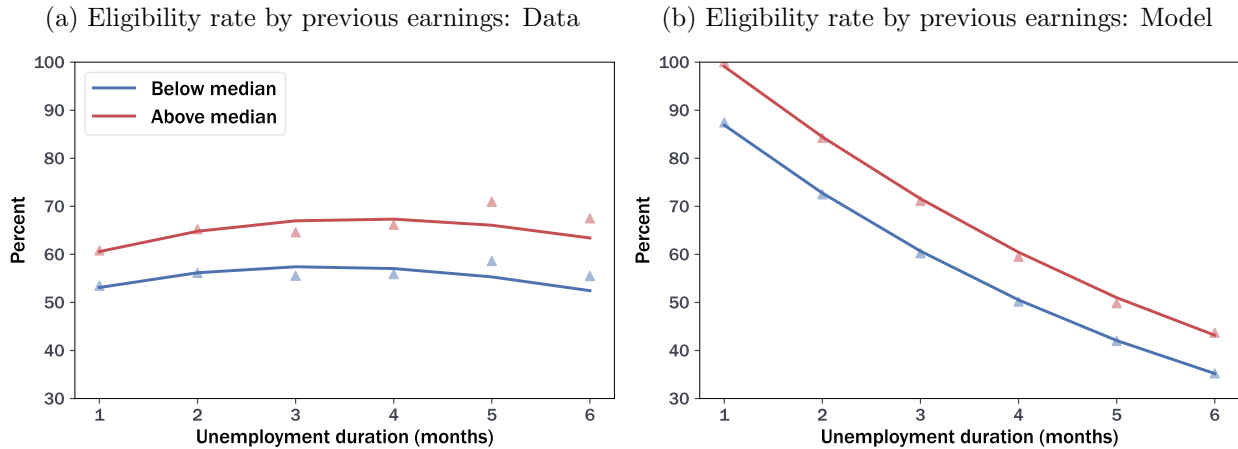 (a) Eligibility rate by previous earnings: Data
100
90
80
70
60
50
40
30
Percent
Below median
Above median
1 2 3 4 5 6
Unemployment duration (months)
(b) Eligibility rate by previous earnings: Model
100
90
80
70
60
50
40
30
Percent
1 2 3 4 5 6
Unemployment duration (months)